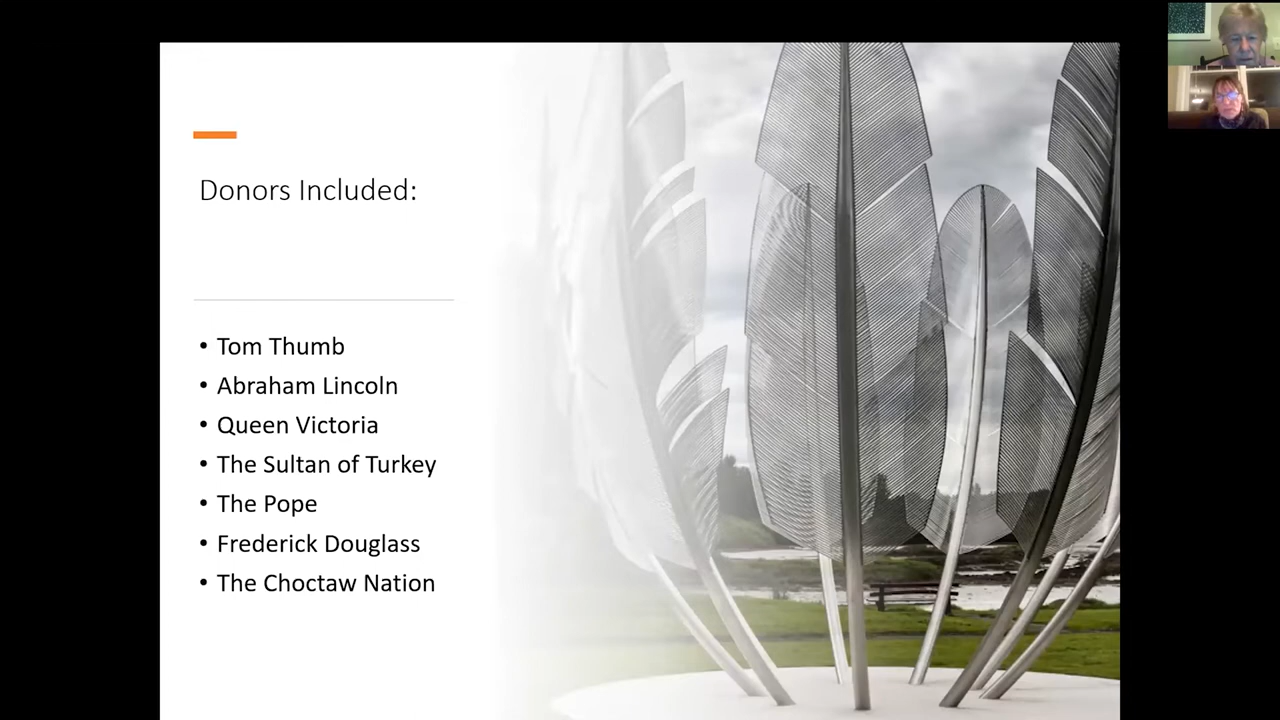 Donors Included:
• Tom Thumb
• Abraham Lincoln
• Queen Victoria
• The Sultan of Turkey
• The Pope
• Frederick Douglass
• The Choctaw Nation